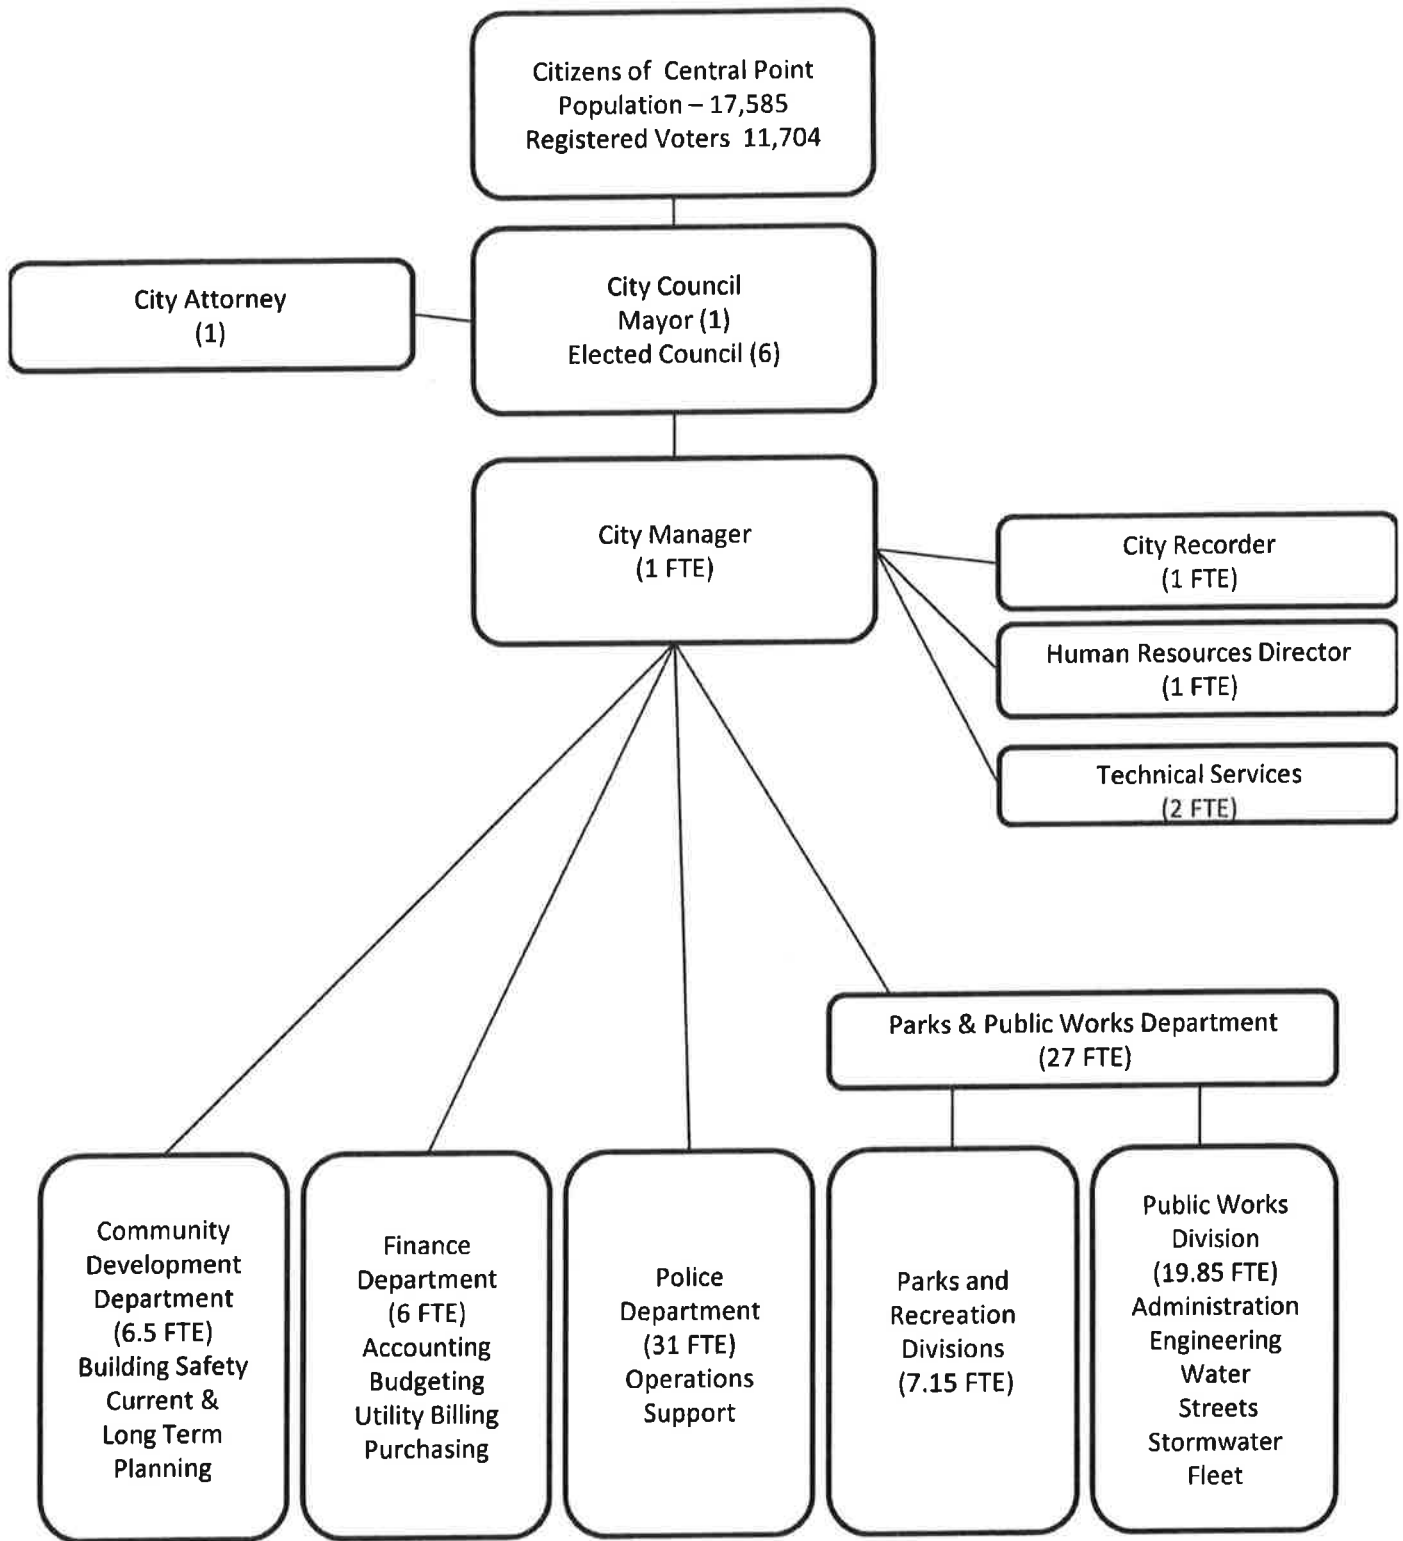 Citizens of Central Point
Population – 17,585
Registered Voters 11,704
City Attorney
(1)
City Council
Mayor (1)
Elected Council (6)
City Manager
(1 FTE)
City Recorder
(1 FTE)
Human Resources Director
(1 FTE)
Technical Services
(2 FTE)
Parks & Public Works Department
(27 FTE)
Community
Development
Department
(6.5 FTE)
Building Safety
Current &
Long Term
Planning
Finance
Department
(6 FTE)
Accounting
Budgeting
Utility Billing
Purchasing
Police
Department
(31 FTE)
Operations
Support
Parks and
Recreation
Divisions
(7.15 FTE)
Public Works
Division
(19.85 FTE)
Administration
Engineering
Water
Streets
Stormwater
Fleet